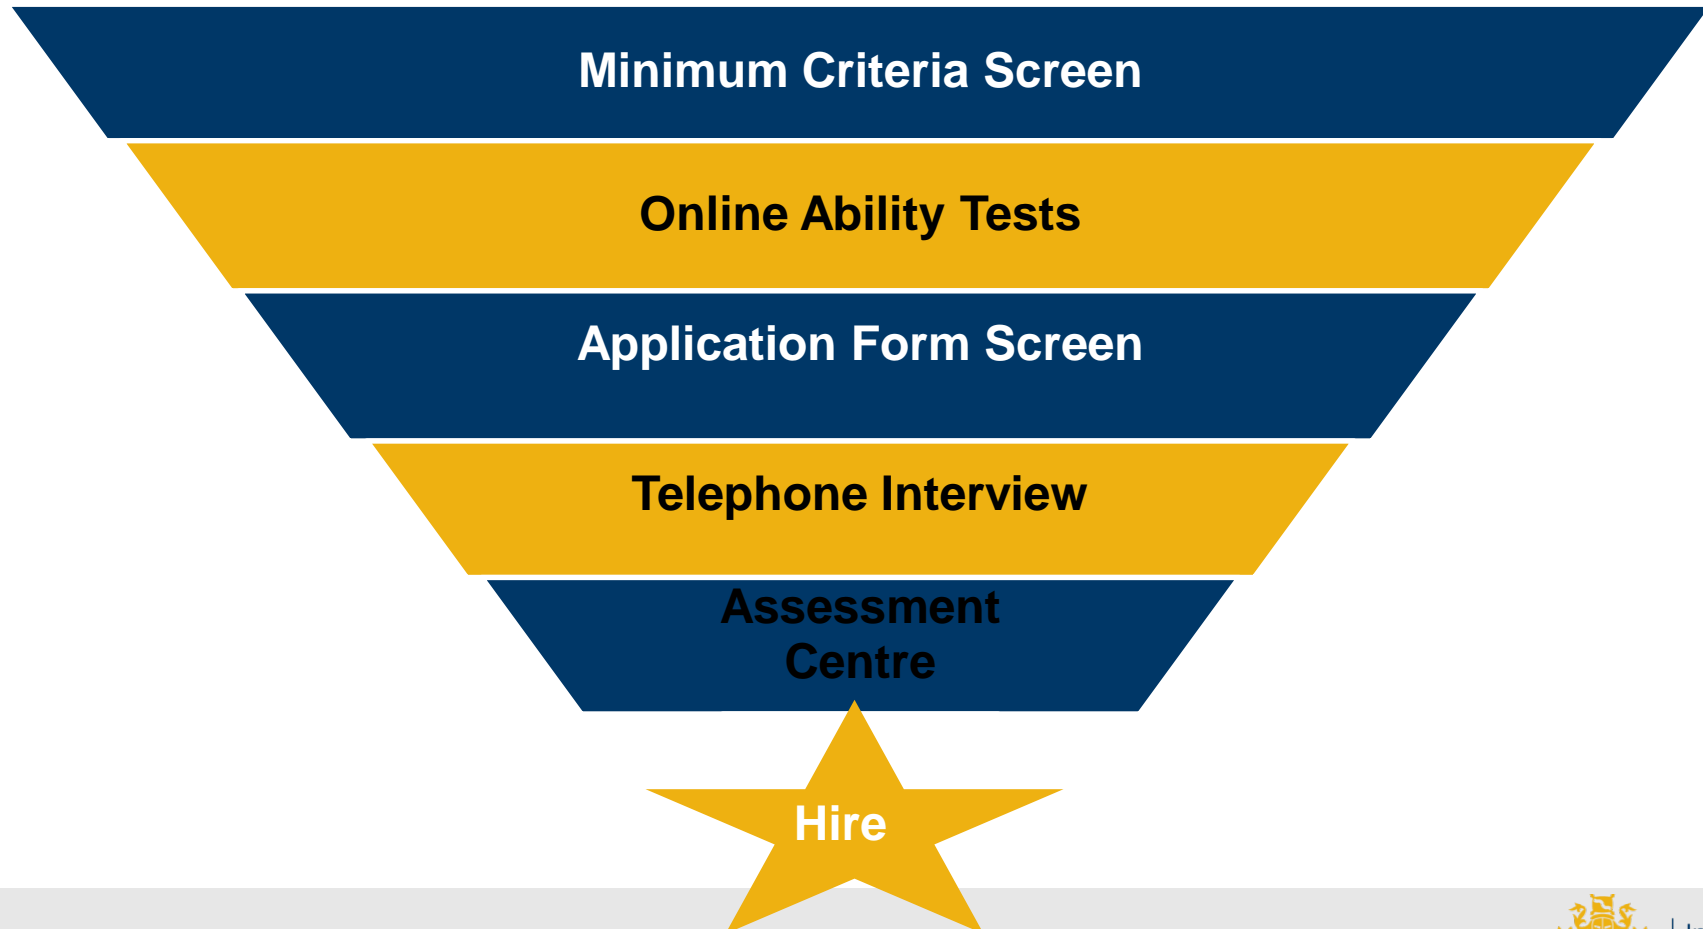 Minimum Criteria Screen
Online Ability Tests
Application Form Screen
Telephone Interview
Assessment
Centre
Hire